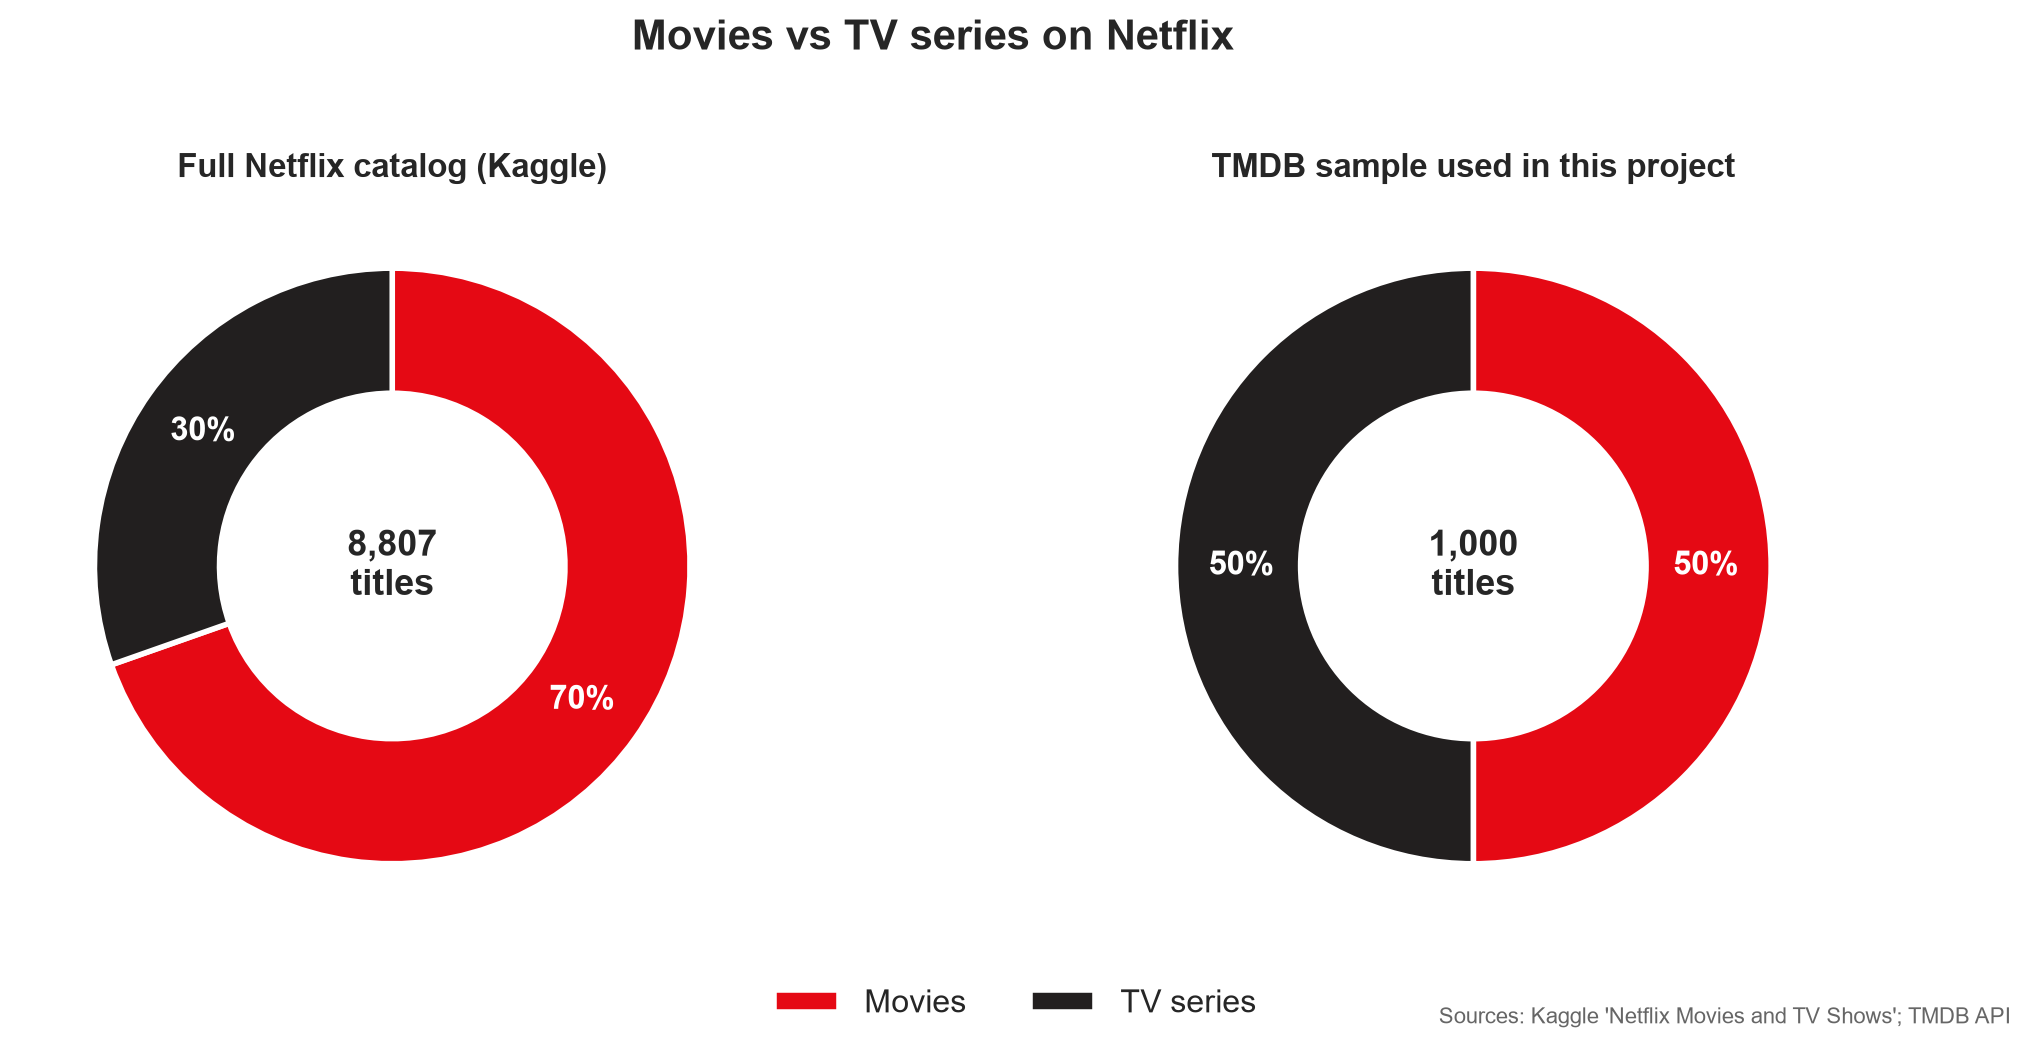 Movies vs TV series on Netflix
Full Netflix catalog (Kaggle)
30%
8,807
titles
70%
TMDB sample used in this project
50%
1,000
titles
50%
Movies
TV series
Sources: Kaggle 'Netflix Movies and TV Shows'; TMDB API